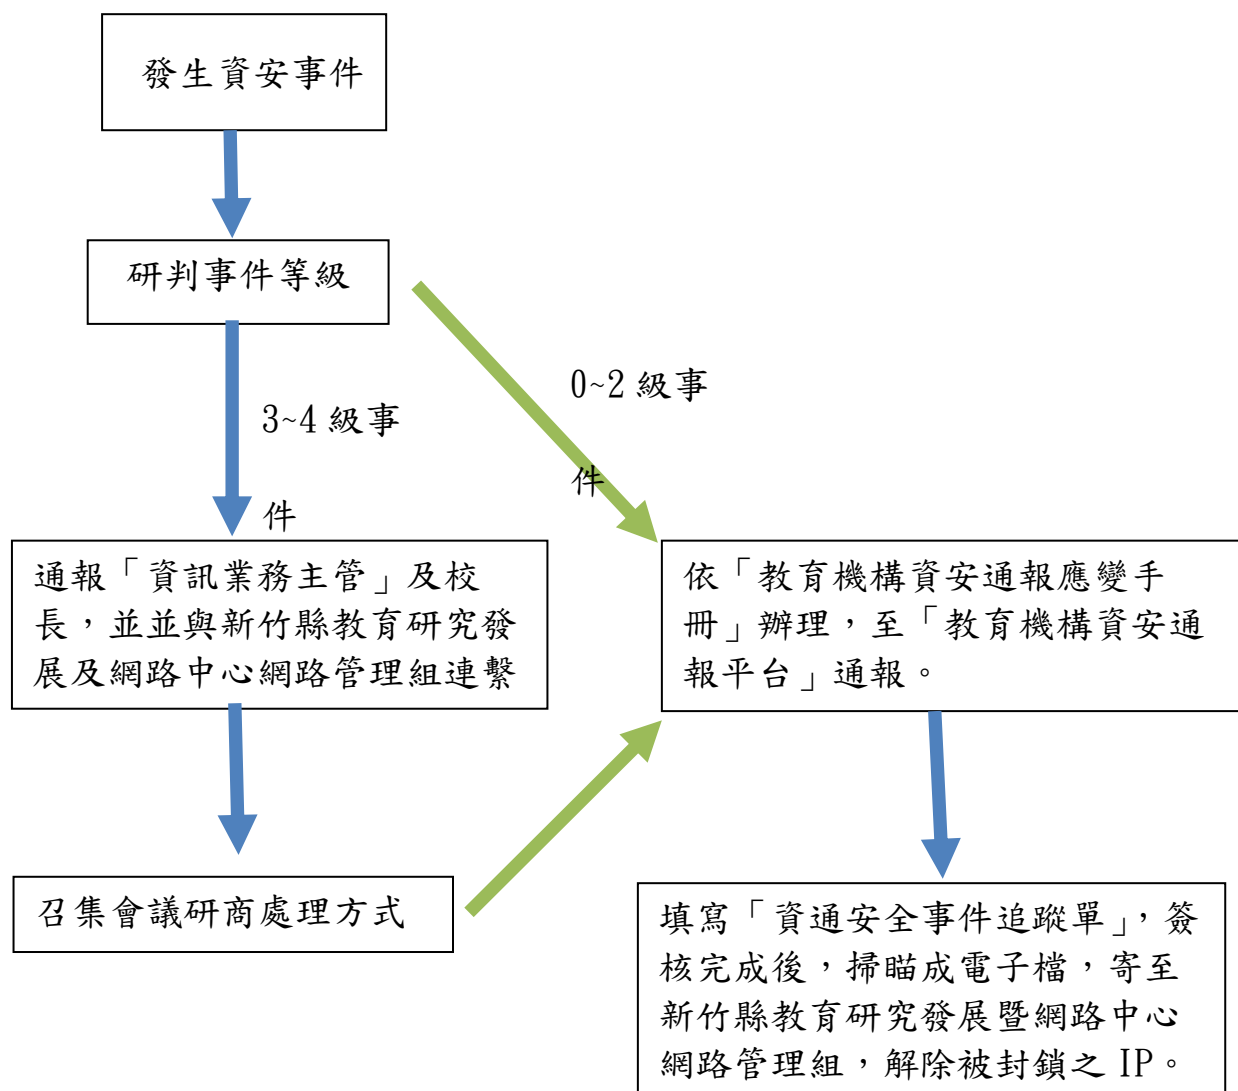 發生資安事件
研判事件等級
0~2 級事
件
3~4 級事
件
通報「資訊業務主管」及校
長，並並與新竹縣教育研究發
展及網路中心網路管理組連繫
依「教育機構資安通報應變手
冊」辦理，至「教育機構資安通
報平台」通報。
召集會議研商處理方式
填寫「資通安全事件追蹤單」，簽
核完成後，掃瞄成電子檔，寄至
新竹縣教育研究發展暨網路中心
網路管理組，解除被封鎖之 IP。